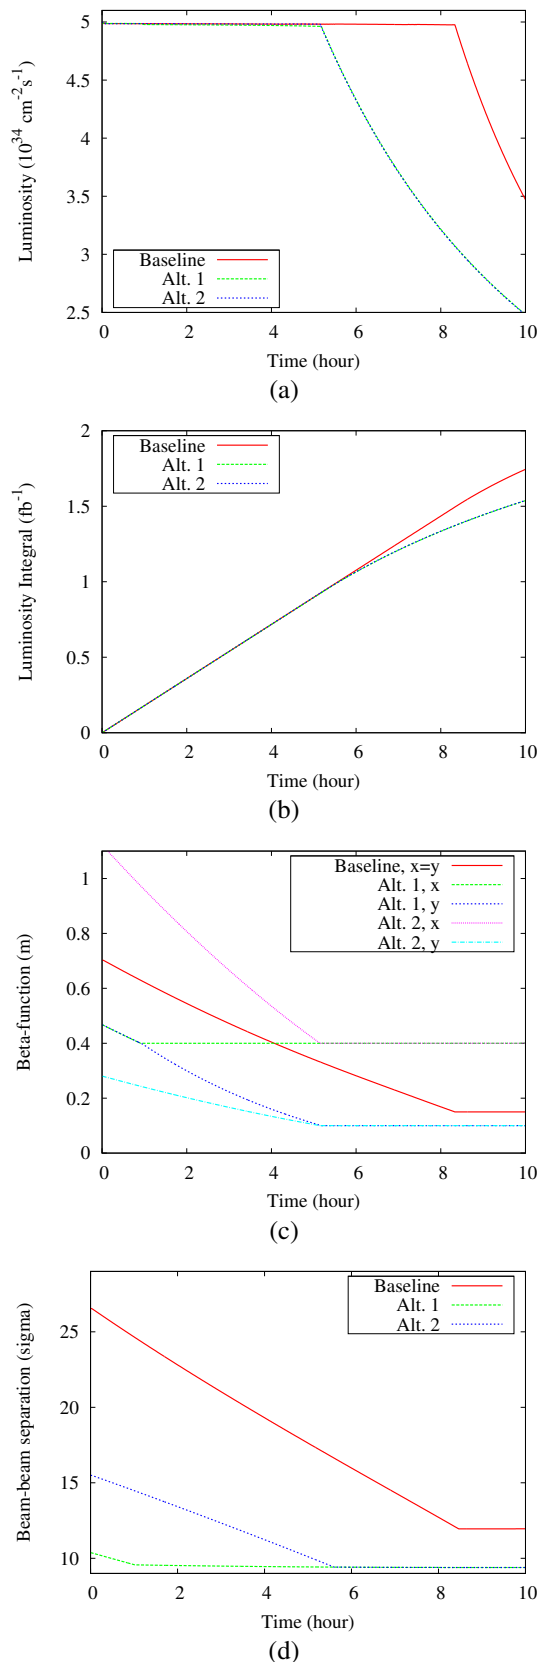 5
4.5
4
3.5
3
2.5
Luminosity (10^34 cm^-2 s^-1)
Baseline
Alt. 1
Alt. 2
0 2 4 6 8 10
Time (hour)
(a)
2
1.5
1
0.5
0
Luminosity Integral (fb^-1)
Baseline
Alt. 1
Alt. 2
0 2 4 6 8 10
Time (hour)
(b)
1
0.8
0.6
0.4
0.2
0
Beta-function (m)
Baseline, x=y
Alt. 1, x
Alt. 1, y
Alt. 2, x
Alt. 2, y
0 2 4 6 8 10
Time (hour)
(c)
25
20
15
10
Beam-beam separation (sigma)
Baseline
Alt. 1
Alt. 2
0 2 4 6 8 10
Time (hour)
(d)